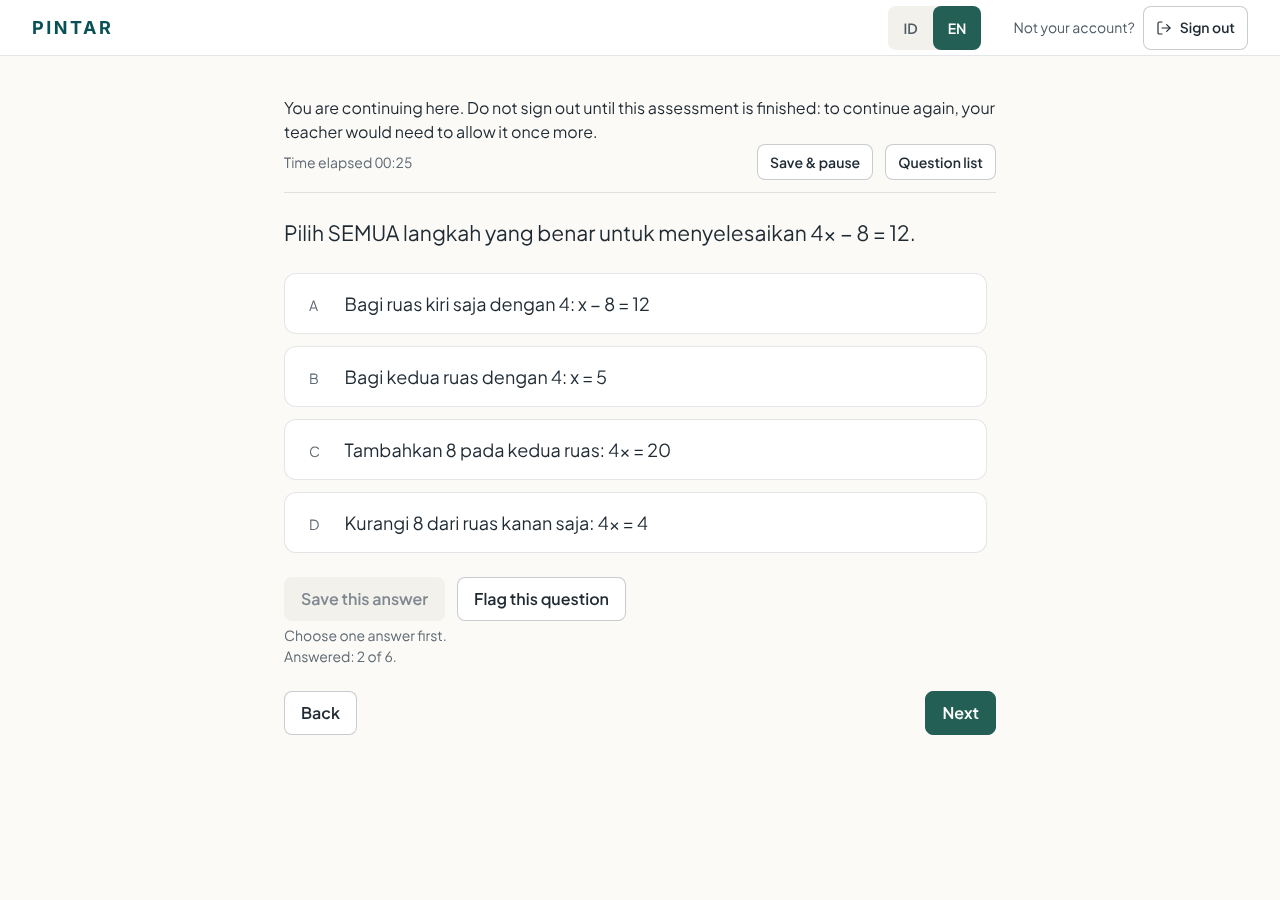 PINTAR
ID
EN
Not your account?
Sign out
You are continuing here. Do not sign out until this assessment is finished: to continue again, your
teacher would need to allow it once more.
Time elapsed 00:25
Save & pause
Question list
Pilih SEMUA langkah yang benar untuk menyelesaikan 4x − 8 = 12.
A Bagi ruas kiri saja dengan 4: x − 8 = 12
B Bagi kedua ruas dengan 4: x = 5
C Tambahkan 8 pada kedua ruas: 4x = 20
D Kurangi 8 dari ruas kanan saja: 4x = 4
Save this answer
Flag this question
Choose one answer first.
Answered: 2 of 6.
Back
Next